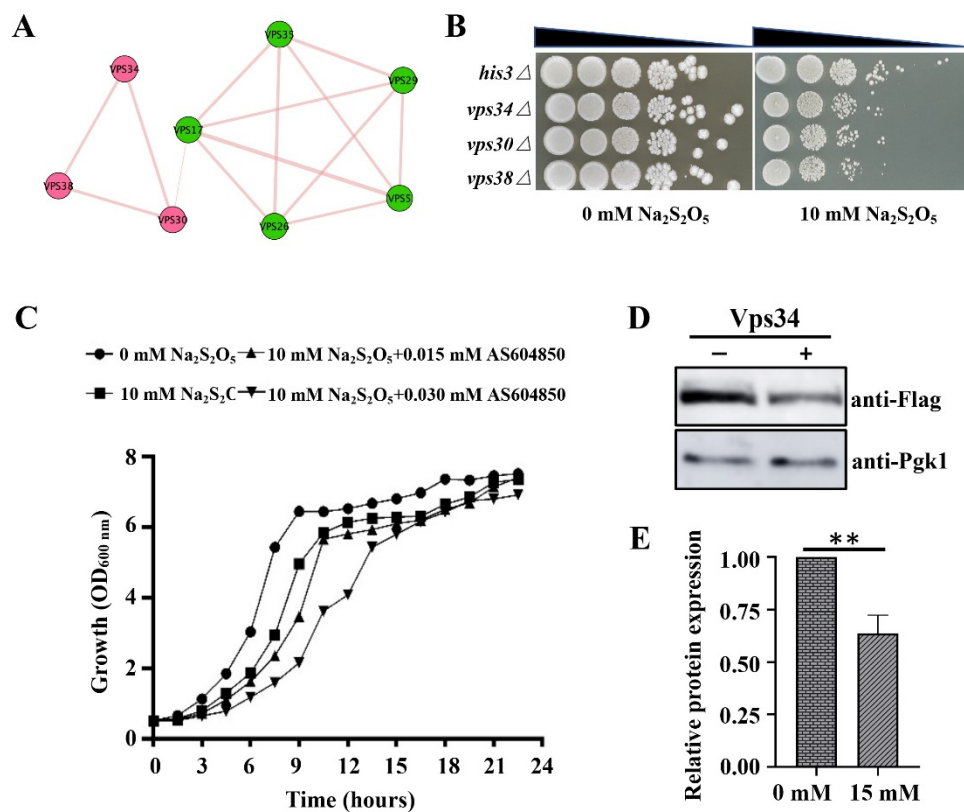 A
VPS34
VPS38
VPS30
VPS35
VPS29
VPS17
VPS5
VPS26
B
his3△
vps34△
vps30△
vps38△
0 mM Na₂S₂O₅
10 mM Na₂S₂O₅
C
0 mM Na₂S₂O₅
10 mM Na₂S₂O₅+0.015 mM AS604850
10 mM Na₂S₂C
10 mM Na₂S₂O₅+0.030 mM AS604850
Growth (OD₆₀₀ ₙₘ)
8
6
4
2
0
0 3 6 9 12 15 18 21 24
Time (hours)
D
Vps34
− +
anti-Flag
anti-Pgk1
E
**
Relative protein expression
1.00
0.75
0.50
0.25
0.00
0 mM 15 mM